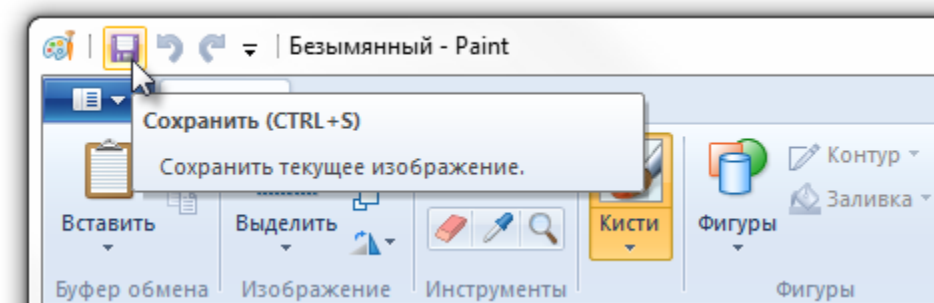 Безымянный - Paint
Сохранить (CTRL+S)
Сохранить текущее изображение.
Контур
Заливка
Вставить
Выделить
Кисти
Фигуры
Буфер обмена
Изображение
Инструменты
Фигуры